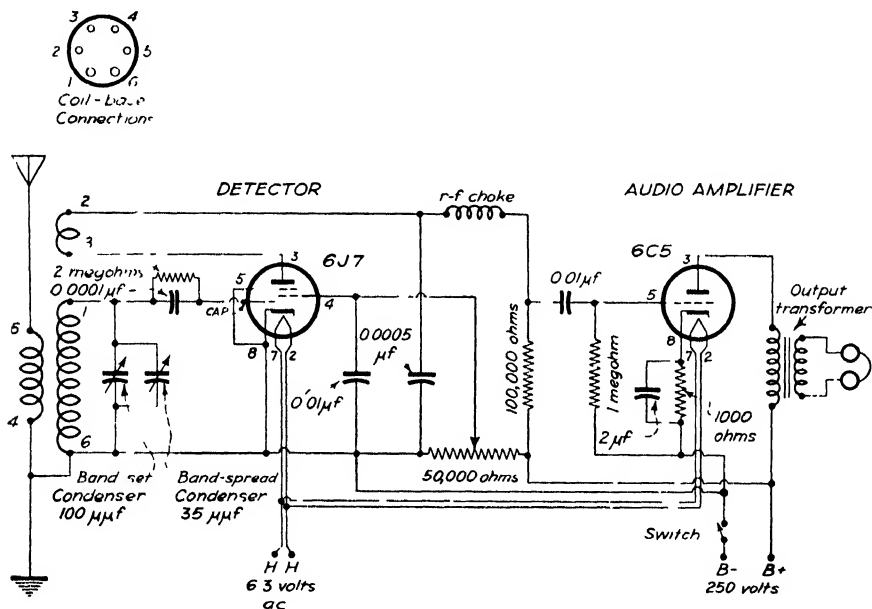 3 4
2 5
1 6
Coil-base
Connections
DETECTOR
r-f choke
AUDIO AMPLIFIER
2
3
3
6J7
6C5
3
2 megohms
0.0001 μf
5
CAP
4
8
7 2
0.01 μf
0.0005
μf
100,000 ohms
0.01 μf
5
8
7 2
1 megohm
2 μf
1000
ohms
Output
transformer
1
6
4
6
Band set
Condenser
100 μμf
Band-spread
Condenser
35 μμf
50,000 ohms
Switch
H H
6 3 volts
ac
B- B+
250 volts